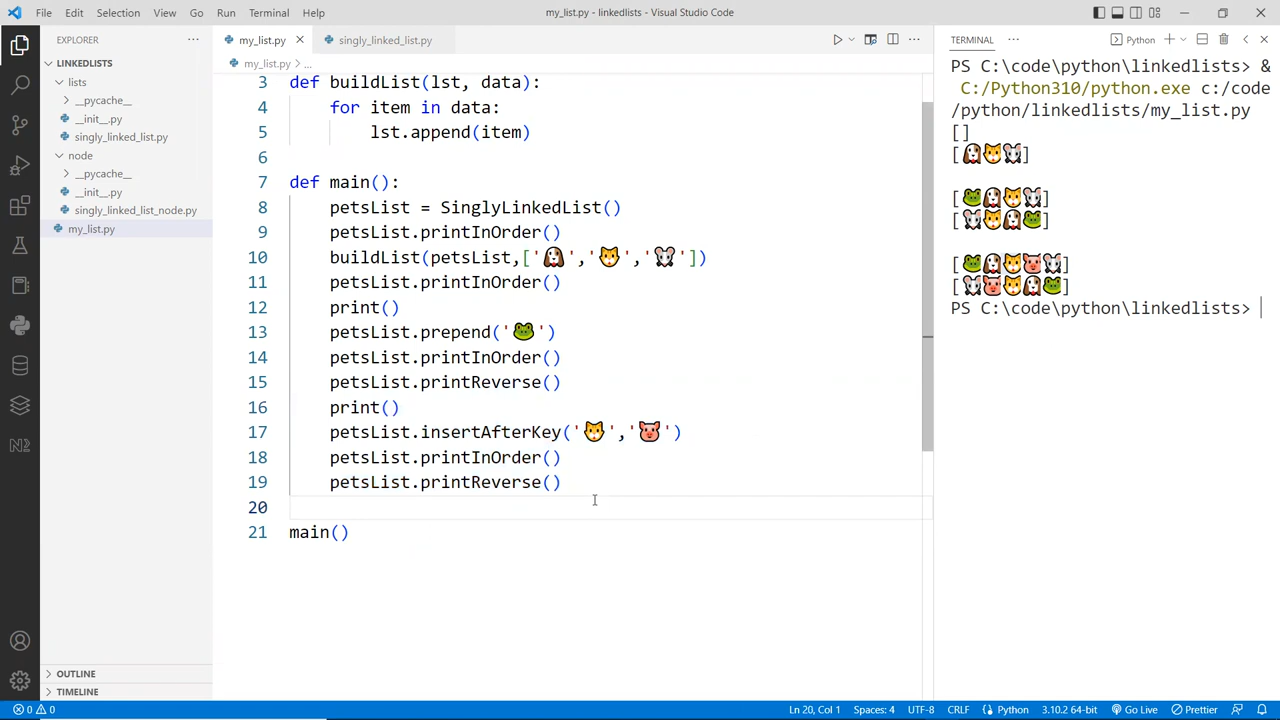 File Edit Selection View Go Run Terminal Help
my_list.py - linkedlists - Visual Studio Code
EXPLORER
LINKEDLISTS
lists
__pycache__
__init__.py
singly_linked_list.py
node
__pycache__
__init__.py
singly_linked_list_node.py
my_list.py
OUTLINE
TIMELINE
my_list.py singly_linked_list.py
my_list.py > ...
3 def buildList(lst, data):
4 for item in data:
5 lst.append(item)
6
7 def main():
8 petsList = SinglyLinkedList()
9 petsList.printInOrder()
10 buildList(petsList,['🐶','🐱','🐭'])
11 petsList.printInOrder()
12 print()
13 petsList.prepend('🐸')
14 petsList.printInOrder()
15 petsList.printReverse()
16 print()
17 petsList.insertAfterKey('🐱','🐷')
18 petsList.printInOrder()
19 petsList.printReverse()
20
21 main()
TERMINAL
Python
PS C:\code\python\linkedlists> &
C:/Python310/python.exe c:/code
/python/linkedlists/my_list.py
[]
[🐶🐱🐭]
[🐸🐶🐱🐭]
[🐭🐱🐶🐸]
[🐸🐶🐱🐷🐭]
[🐭🐷🐱🐶🐸]
PS C:\code\python\linkedlists>
0 0
Ln 20, Col 1 Spaces: 4 UTF-8 CRLF Python 3.10.2 64-bit Go Live Prettier